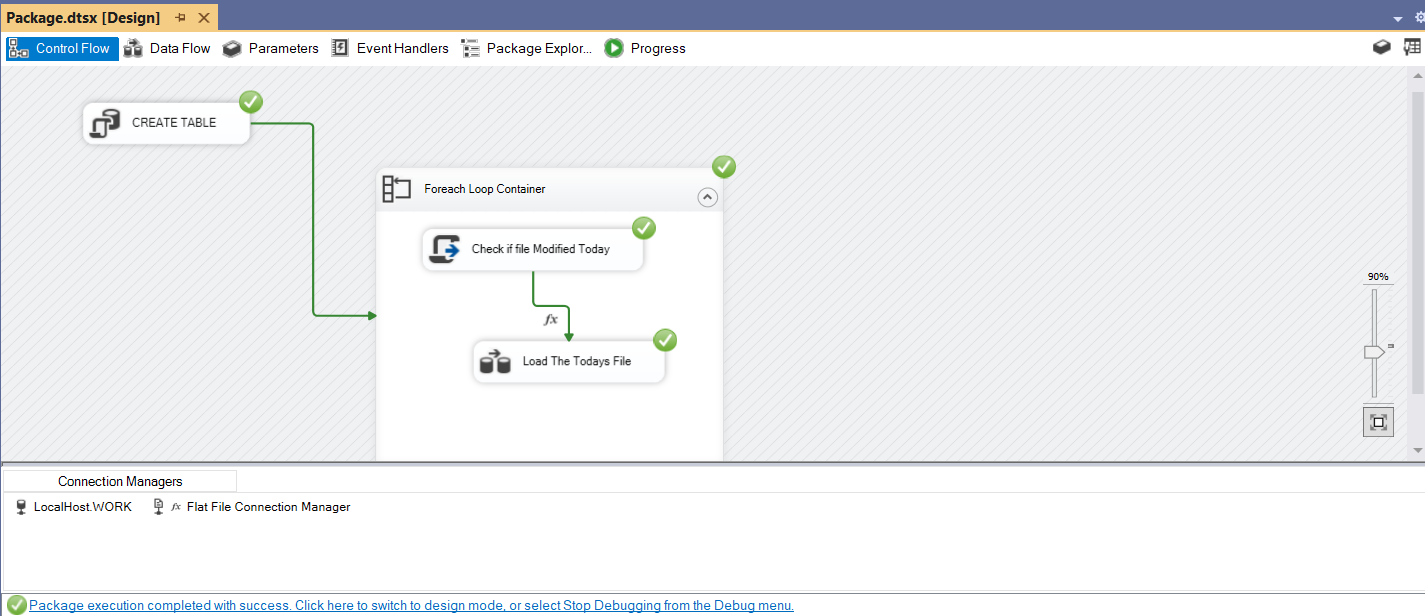 Package.dtsx [Design]
Control Flow Data Flow Parameters Event Handlers Package Explor... Progress
CREATE TABLE
Foreach Loop Container
Check if file Modified Today
fx
Load The Todays File
90%
Connection Managers
LocalHost.WORK fx Flat File Connection Manager
Package execution completed with success. Click here to switch to design mode, or select Stop Debugging from the Debug menu.